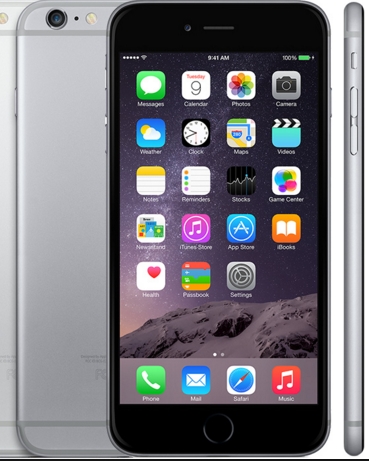 9:41 AM 100%
Tuesday
9
Messages Calendar Photos Camera
280
Weather Clock Maps Videos
Notes Reminders Stocks Game Center
Newsstand iTunes Store App Store iBooks
Health Passbook Settings
Phone Mail Safari Music